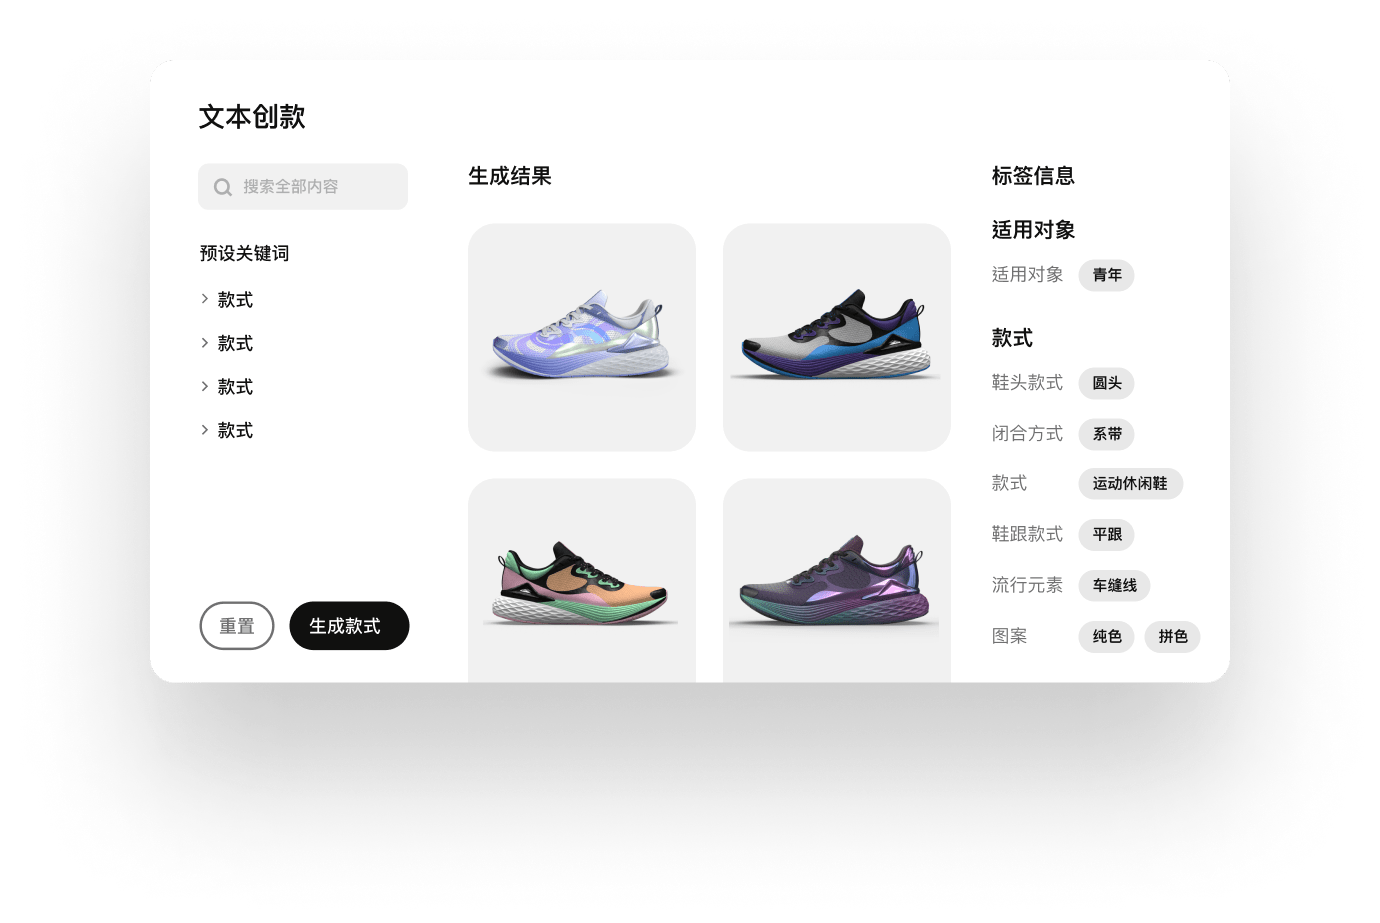 文本创款
搜索全部内容
预设关键词
款式
款式
款式
款式
重置
生成款式
生成结果
标签信息
适用对象
适用对象 青年
款式
鞋头款式 圆头
闭合方式 系带
款式 运动休闲鞋
鞋跟款式 平跟
流行元素 车缝线
图案 纯色 拼色